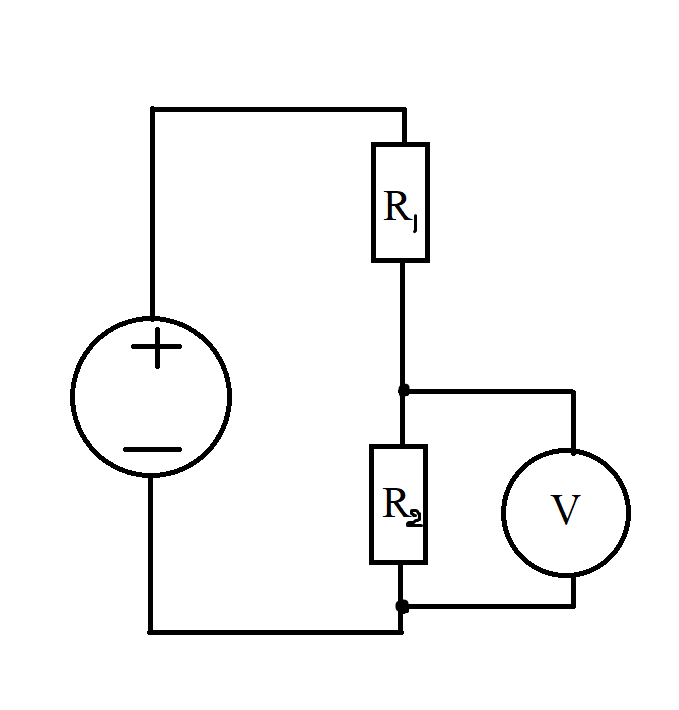 R₁
+
—
R₂
V